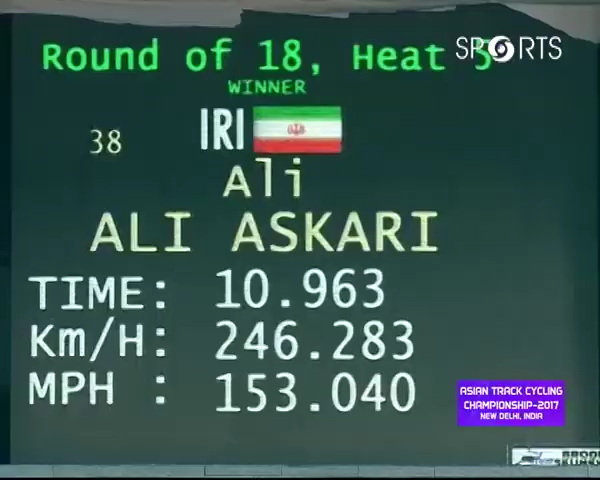 Round of 18, Heat 5
SPORTS
WINNER
38
IRI
Ali
ALI ASKARI
TIME: 10.963
Km/H: 246.283
MPH : 153.040
ASIAN TRACK CYCLING
CHAMPIONSHIP-2017
NEW DELHI, INDIA